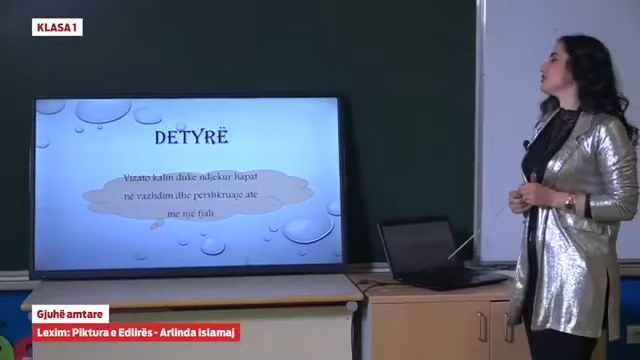 KLASA 1
DETYRË
Vizato kalin duke ndjekur hapat
në vazhdim dhe përshkruaje atë
me një fjali
Gjuhë amtare
Lexim: Piktura e Edlirës - Arlinda Islamaj